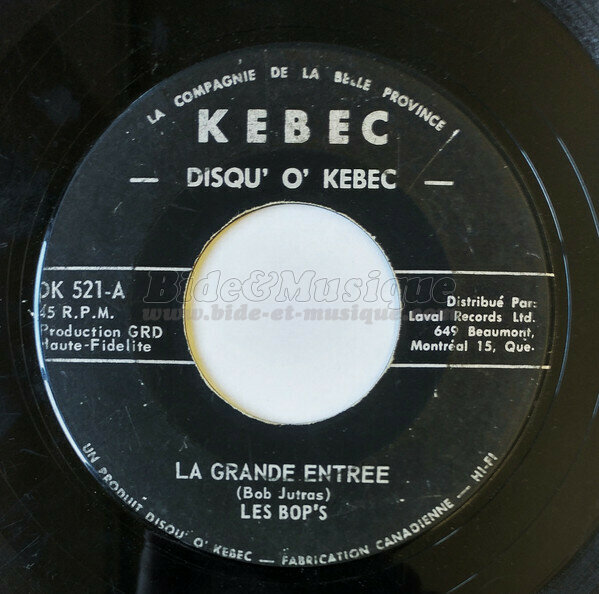 LA COMPAGNIE DE LA BELLE PROVINCE
KEBEC
— DISQU' O' KEBEC —
DK 521-A
45 R.P.M.
Production GRD
Haute-Fidelite
Distribué Par:
Laval Records Ltd.
649 Beaumont,
Montréal 15, Que.
Bide&Musique
www.bide-et-musique
LA GRANDE ENTREE
(Bob Jutras)
LES BOP'S
UN PRODUIT DISQU' O' KEBEC — FABRICATION CANADIENNE — HI-FI